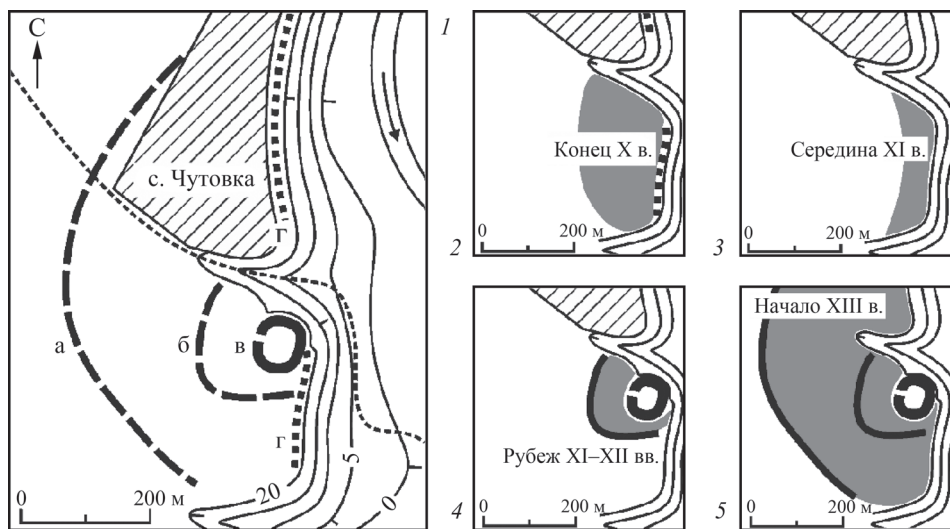 С
с. Чутовка
а
б
в
г
г
20
5
0
0 200 м
1
Конец X в.
0 200 м
2
Середина XI в.
0 200 м
3
Рубеж XI–XII вв.
0 200 м
4
Начало XIII в.
0 200 м
5